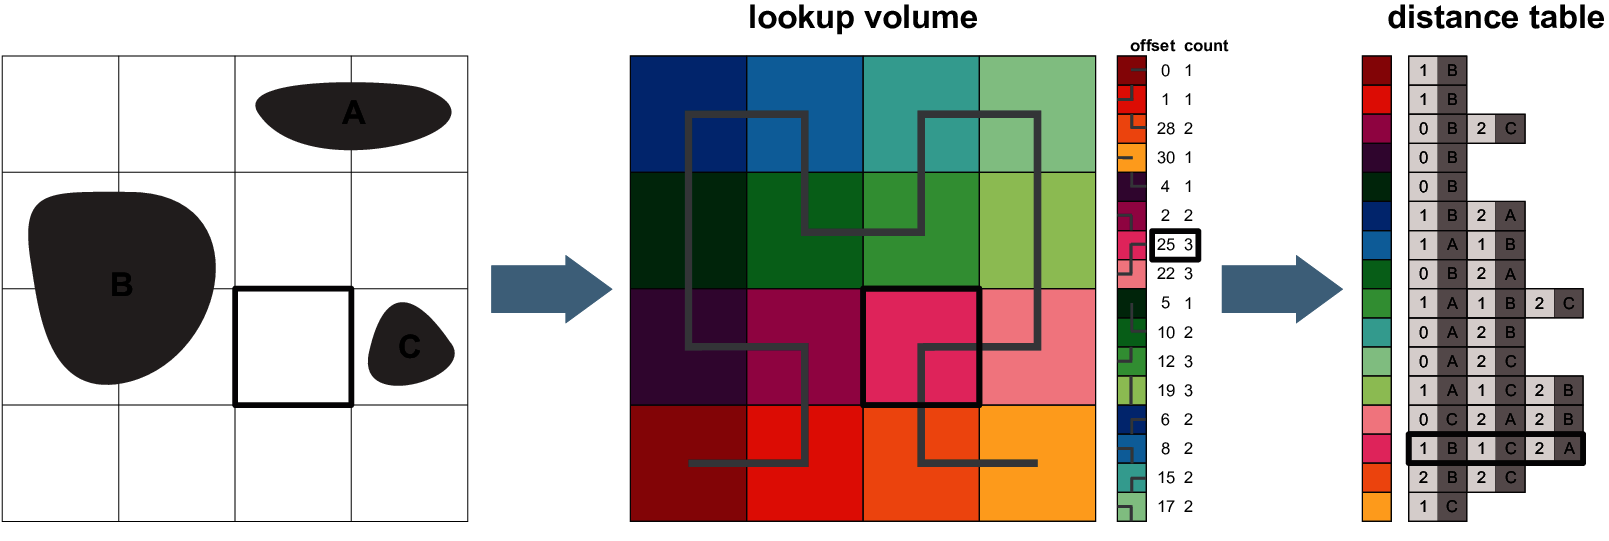 lookup volume
distance table
A
B
C
offset count
0 1
1 1
28 2
30 1
4 1
2 2
25 3
22 3
5 1
10 2
12 3
19 3
6 2
8 2
15 2
17 2
1 B
1 B
0 B 2 C
0 B
0 B
1 B 2 A
1 A 1 B
0 B 2 A
1 A 1 B 2 C
0 A 2 B
0 A 2 C
1 A 1 C 2 B
0 C 2 A 2 B
1 B 1 C 2 A
2 B 2 C
1 C